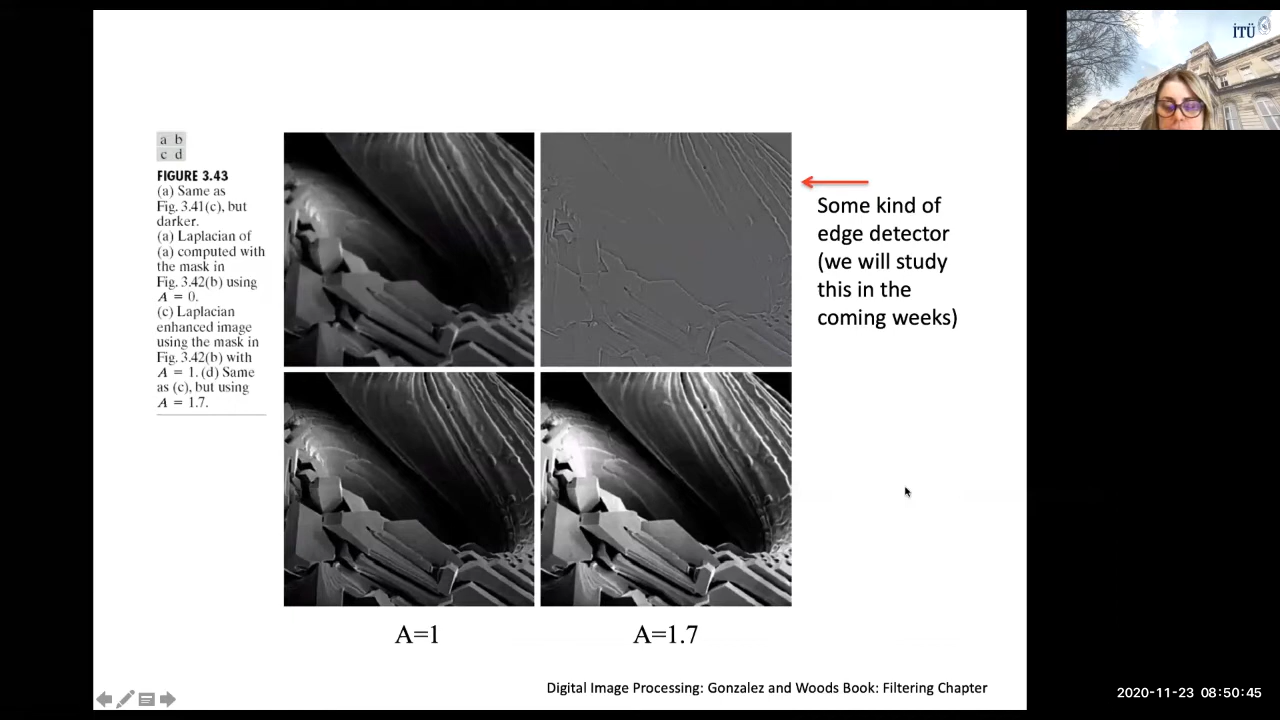 a b
c d
FIGURE 3.43
(a) Same as
Fig. 3.41(c), but
darker.
(a) Laplacian of
(a) computed with
the mask in
Fig. 3.42(b) using
A = 0.
(c) Laplacian
enhanced image
using the mask in
Fig. 3.42(b) with
A = 1. (d) Same
as (c), but using
A = 1.7.
Some kind of
edge detector
(we will study
this in the
coming weeks)
A=1
A=1.7
Digital Image Processing: Gonzalez and Woods Book: Filtering Chapter
İTÜ
2020-11-23 08:50:45